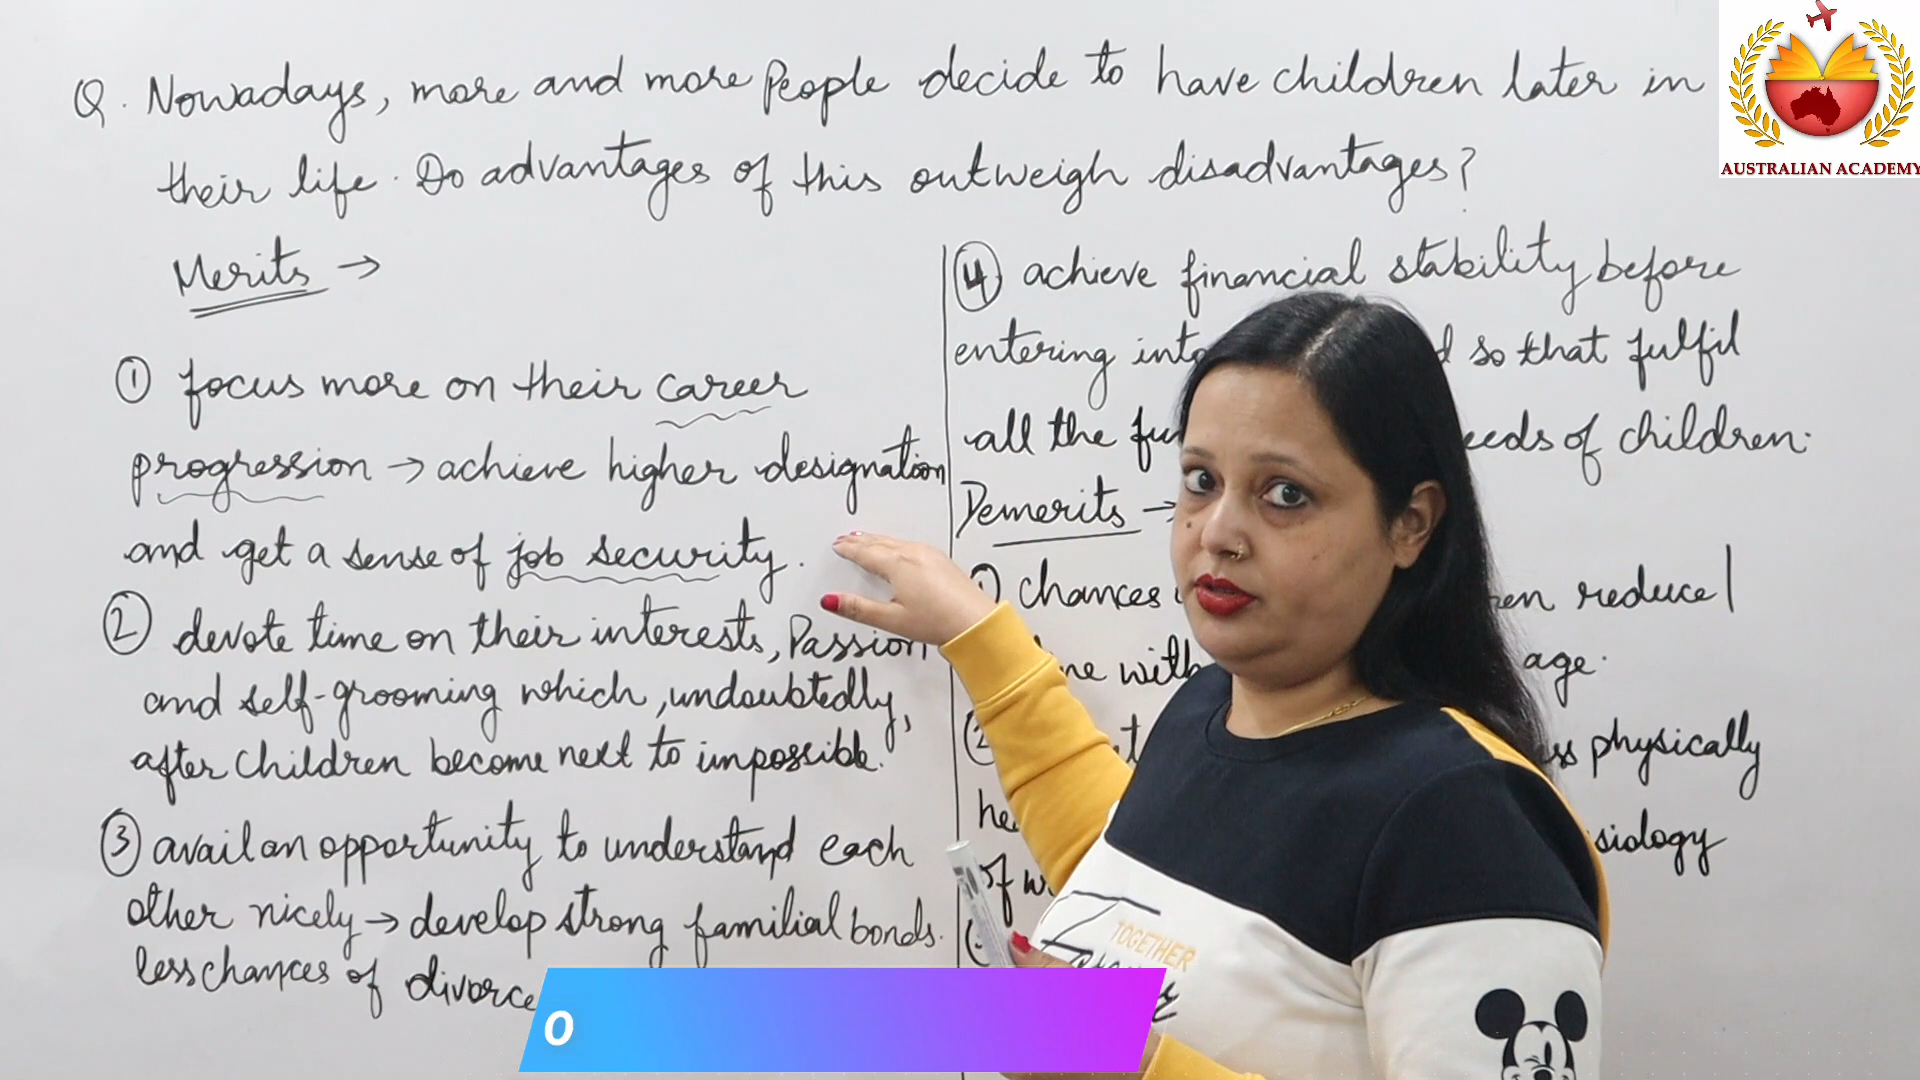 Q. Nowadays, more and more People decide to have children later in
their life. Do advantages of this outweigh disadvantages?
Merits →
① focus more on their career
progression → achieve higher designation
and get a sense of job security.
② devote time on their interests, Passion
and self-grooming which, undoubtedly,
after children become next to impossible.
③ avail an opportunity to understand each
other nicely → develop strong familial bonds.
less chances of divorce
④ achieve financial stability before
entering into so that fulfil
all the of children.
Demerits →
chances reduce/
with age.
physically
of
AUSTRALIAN ACADEMY
TOGETHER
0